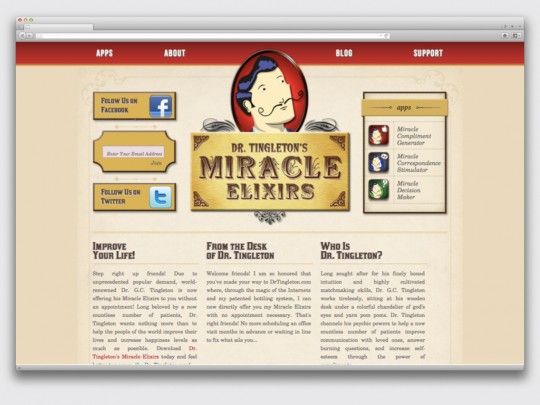 APPS ABOUT BLOG SUPPORT
Follow Us on
Facebook
Enter Your Email Address
Follow Us on
Twitter
DR. TINGLETON'S
MIRACLE
ELIXIRS
apps
Miracle
Compliment
Generator
Miracle
Correspondence
Stimulator
Miracle
Decision
Maker
Improve
Your Life!
Step right up friends! Due to
unprecedented popular demand, world-
renowned Dr. G.C. Tingleton is now
offering his Miracle Elixirs to you without
an appointment! Long beloved by a now
countless number of patients, Dr.
Tingleton wants nothing more than to
help the people of the world improve their
lives and increase happiness levels as
much as possible. Download Dr.
Tingleton's Miracle Elixirs today and feel
From the Desk
of Dr. Tingleton
Welcome friends! I am so honored that
you've made your way to DrTingleton.com
where, through the magic of the Internets
and my patented bottling system, I can
now directly offer you my Miracle Elixirs
with no appointment necessary. That's
right friends! No more scheduling an office
visit months in advance or waiting in line
to fix what ails you...
Who Is
Dr. Tingleton?
Long sought after for his finely honed
intuition and highly cultivated
matchmaking skills, Dr. G.C. Tingleton
works tirelessly, sitting at his wooden
desk under a colorful chandelier of god's
eyes and yarn pom poms. Dr. Tingleton
channels his psychic powers to help a now
countless number of patients improve
communication with loved ones, answer
burning questions, and increase self-
esteem through the power of